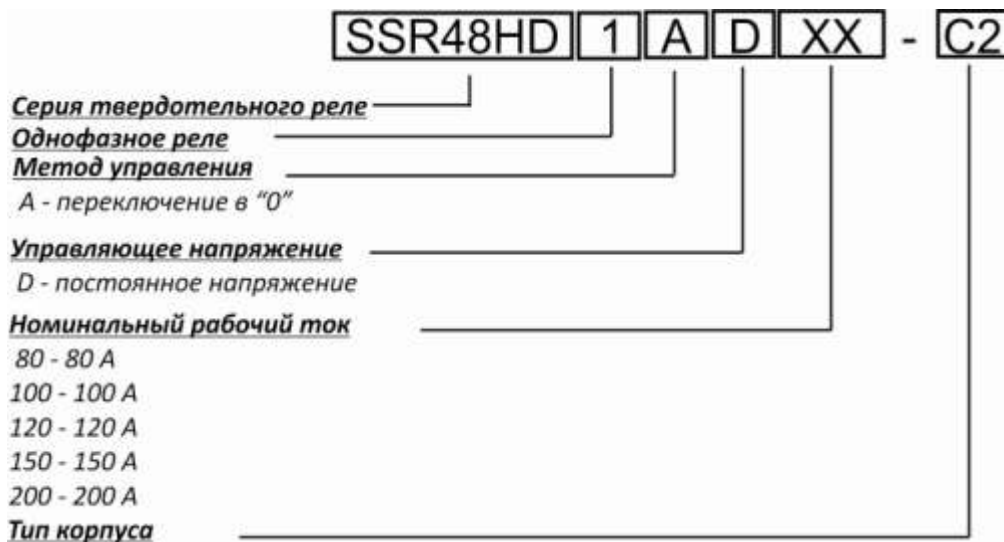 SSR48HD 1 A D XX - C2
Серия твердотельного реле
Однофазное реле
Метод управления
А - переключение в "0"
Управляющее напряжение
D - постоянное напряжение
Номинальный рабочий ток
80 - 80 А
100 - 100 А
120 - 120 А
150 - 150 А
200 - 200 А
Тип корпуса